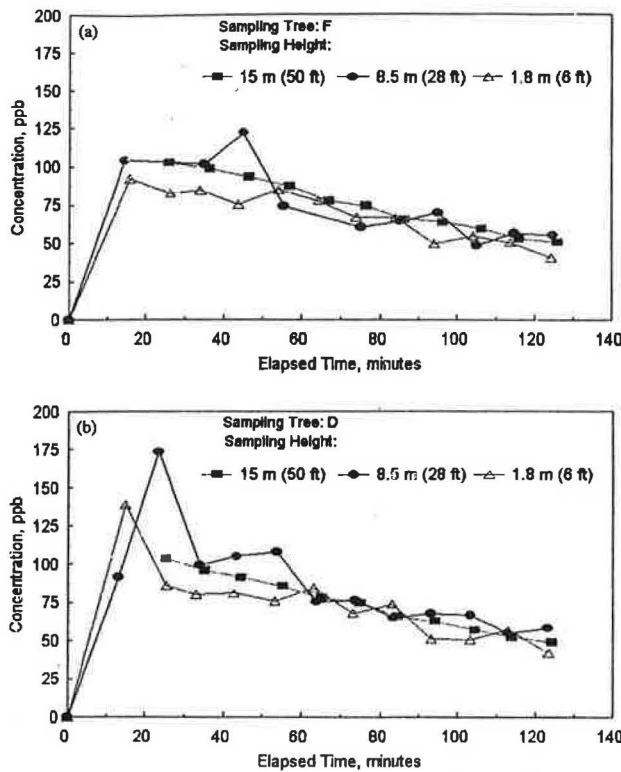 (a)
Sampling Tree: F
Sampling Height:
15 m (50 ft) 8.5 m (28 ft) 1.8 m (6 ft)
Concentration, ppb
200
175
150
125
100
75
50
25
0
0 20 40 60 80 100 120 140
Elapsed Time, minutes
(b)
Sampling Tree: D
Sampling Height:
15 m (50 ft) 8.5 m (28 ft) 1.8 m (6 ft)
Concentration, ppb
200
175
150
125
100
75
50
25
0
0 20 40 60 80 100 120 140
Elapsed Time, minutes